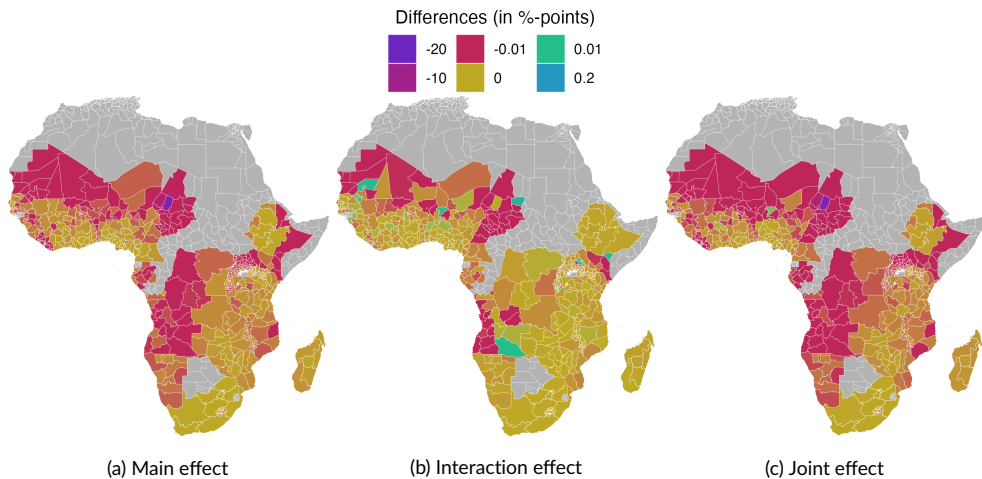 Differences (in %-points)
-20 -0.01 0.01
-10 0 0.2
(a) Main effect (b) Interaction effect (c) Joint effect